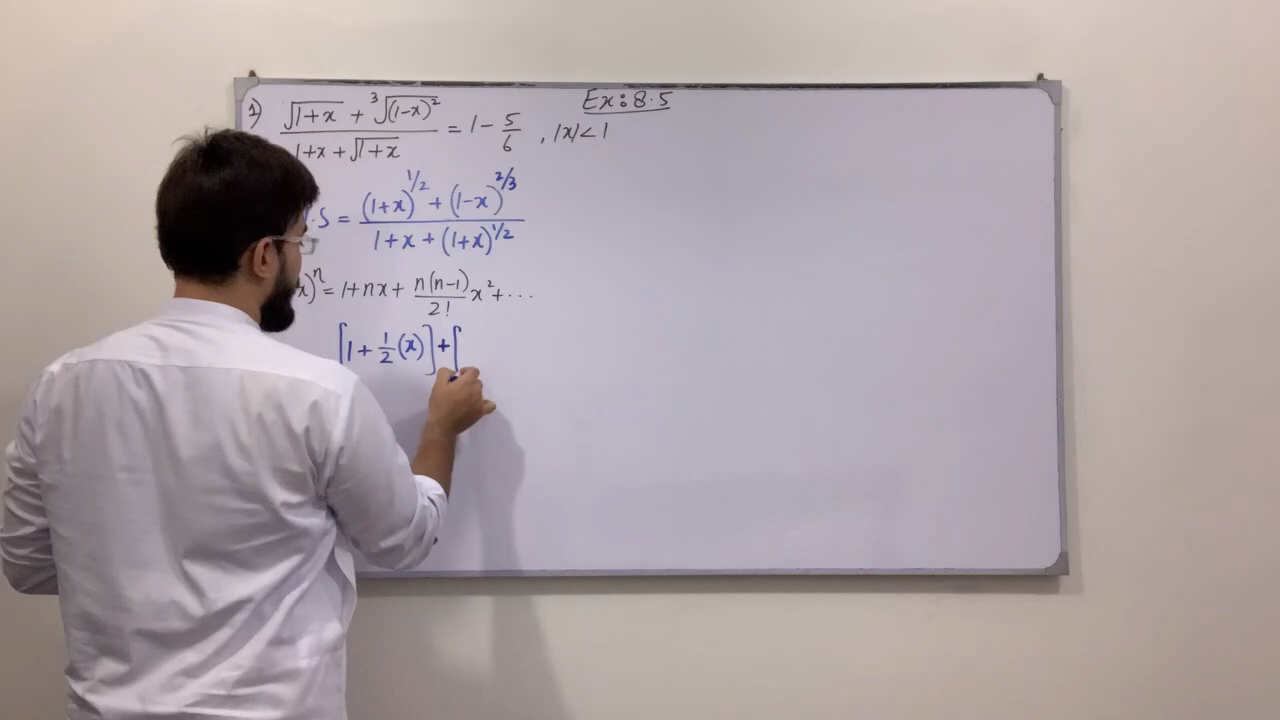 Ex: 8.5
1) (√(1+x) + ³√((1-x)²)) / (1+x + √(1+x)) = 1 - 5/6 , |x| < 1
.S = ((1+x)^(1/2) + (1-x)^(2/3)) / (1+x + (1+x)^(1/2))
x)^n = 1+nx+ (n(n-1))/2! x² + ...
[1 + 1/2 (x)] + [